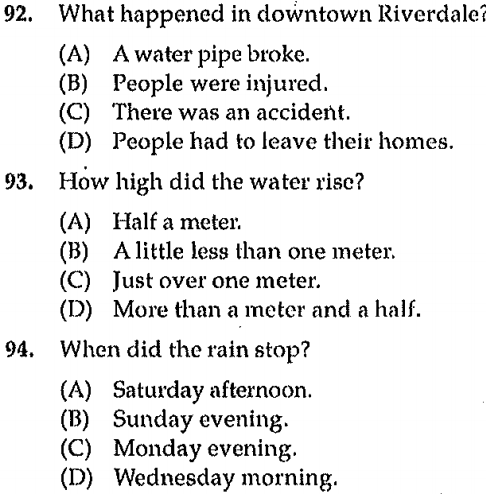 92. What happened in downtown Riverdale?
(A) A water pipe broke.
(B) People were injured.
(C) There was an accident.
(D) People had to leave their homes.
93. How high did the water rise?
(A) Half a meter.
(B) A little less than one meter.
(C) Just over one meter.
(D) More than a meter and a half.
94. When did the rain stop?
(A) Saturday afternoon.
(B) Sunday evening.
(C) Monday evening.
(D) Wednesday morning.